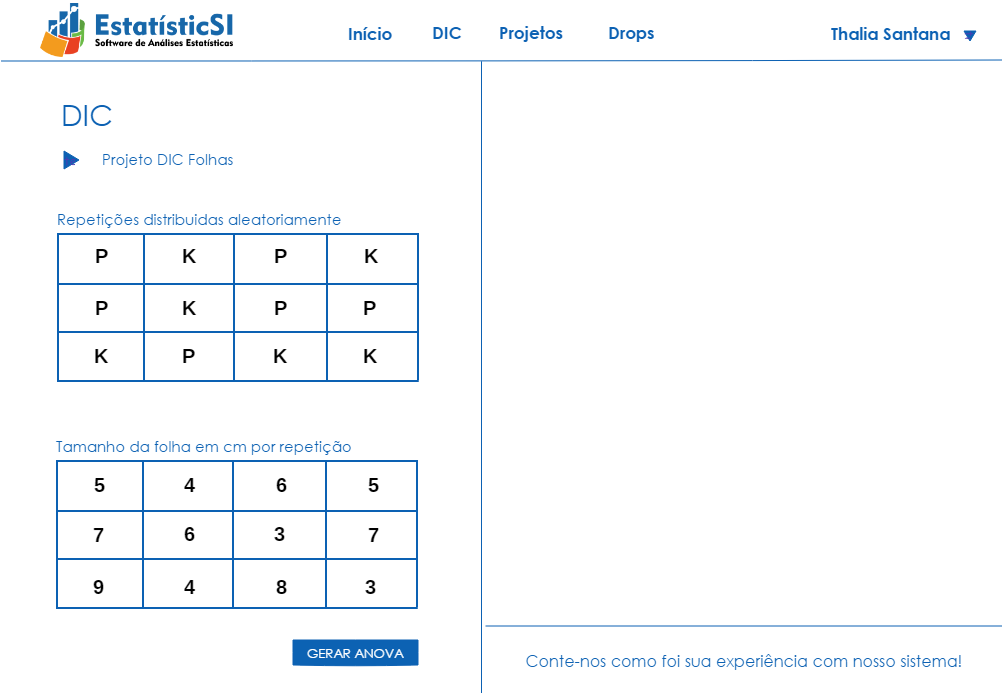 EstatísticSI
Software de Análises Estatísticas
Início DIC Projetos Drops Thalia Santana
DIC
Projeto DIC Folhas
Repetições distribuidas aleatoriamente
P K P K
P K P P
K P K K
Tamanho da folha em cm por repetição
5 4 6 5
7 6 3 7
9 4 8 3
GERAR ANOVA
Conte-nos como foi sua experiência com nosso sistema!